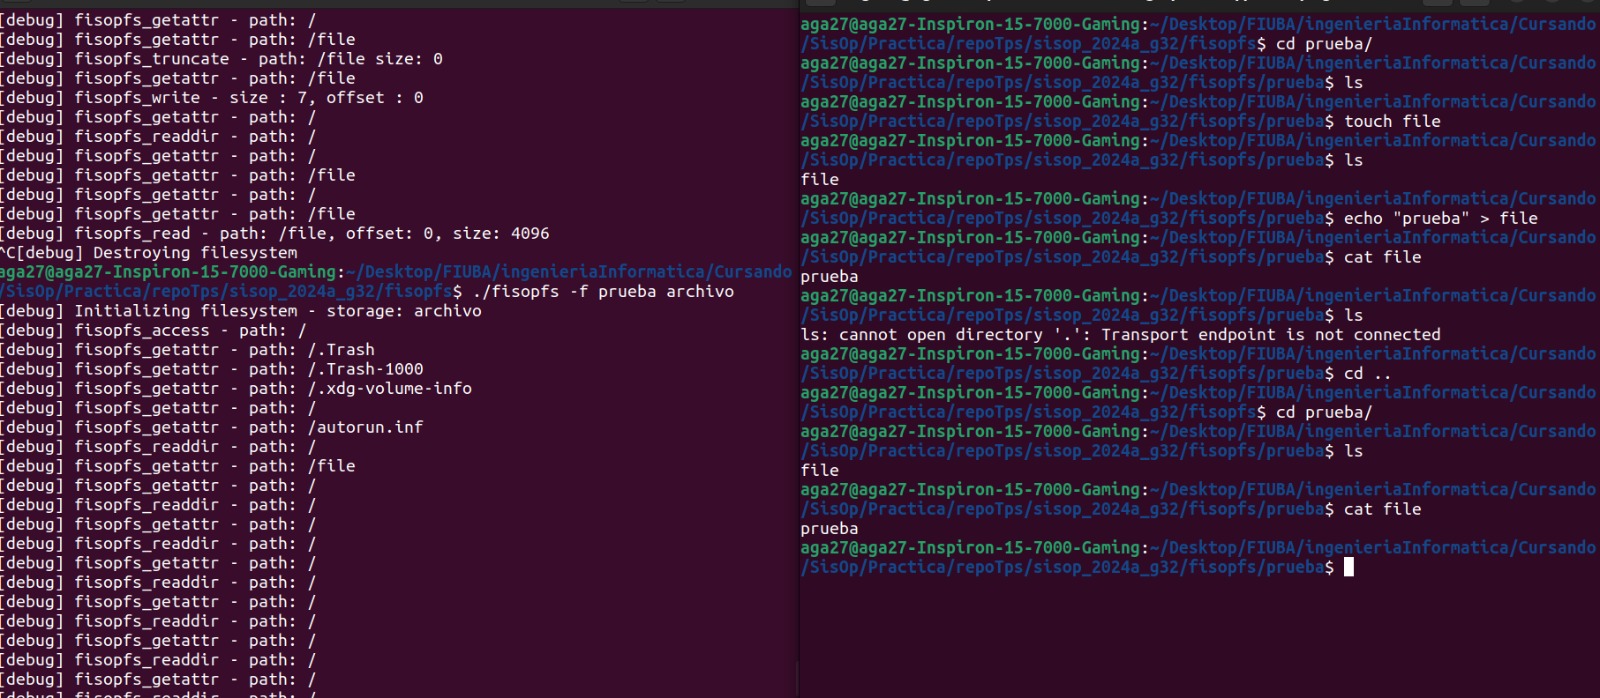 [debug] fisopfs_getattr - path: /
[debug] fisopfs_getattr - path: /file
[debug] fisopfs_truncate - path: /file size: 0
[debug] fisopfs_getattr - path: /file
[debug] fisopfs_write - size : 7, offset : 0
[debug] fisopfs_getattr - path: /
[debug] fisopfs_readdir - path: /
[debug] fisopfs_getattr - path: /
[debug] fisopfs_getattr - path: /file
[debug] fisopfs_getattr - path: /
[debug] fisopfs_getattr - path: /file
[debug] fisopfs_read - path: /file, offset: 0, size: 4096
^C[debug] Destroying filesystem
aga27@aga27-Inspiron-15-7000-Gaming:~/Desktop/FIUBA/ingenieriaInformatica/Cursando
/SisOp/Practica/repoTps/sisop_2024a_g32/fisopfs$ ./fisopfs -f prueba archivo
[debug] Initializing filesystem - storage: archivo
[debug] fisopfs_access - path: /
[debug] fisopfs_getattr - path: /.Trash
[debug] fisopfs_getattr - path: /.Trash-1000
[debug] fisopfs_getattr - path: /.xdg-volume-info
[debug] fisopfs_getattr - path: /
[debug] fisopfs_getattr - path: /autorun.inf
[debug] fisopfs_readdir - path: /
[debug] fisopfs_getattr - path: /file
[debug] fisopfs_getattr - path: /
[debug] fisopfs_readdir - path: /
[debug] fisopfs_getattr - path: /
[debug] fisopfs_readdir - path: /
[debug] fisopfs_getattr - path: /
[debug] fisopfs_readdir - path: /
[debug] fisopfs_getattr - path: /
[debug] fisopfs_readdir - path: /
[debug] fisopfs_getattr - path: /
[debug] fisopfs_readdir - path: /
[debug] fisopfs_getattr - path: /
[debug] fisopfs_readdir - path: /
aga27@aga27-Inspiron-15-7000-Gaming:~/Desktop/FIUBA/ingenieriaInformatica/Cursando
/SisOp/Practica/repoTps/sisop_2024a_g32/fisopfs$ cd prueba/
aga27@aga27-Inspiron-15-7000-Gaming:~/Desktop/FIUBA/ingenieriaInformatica/Cursando
/SisOp/Practica/repoTps/sisop_2024a_g32/fisopfs/prueba$ ls
aga27@aga27-Inspiron-15-7000-Gaming:~/Desktop/FIUBA/ingenieriaInformatica/Cursando
/SisOp/Practica/repoTps/sisop_2024a_g32/fisopfs/prueba$ touch file
aga27@aga27-Inspiron-15-7000-Gaming:~/Desktop/FIUBA/ingenieriaInformatica/Cursando
/SisOp/Practica/repoTps/sisop_2024a_g32/fisopfs/prueba$ ls
file
aga27@aga27-Inspiron-15-7000-Gaming:~/Desktop/FIUBA/ingenieriaInformatica/Cursando
/SisOp/Practica/repoTps/sisop_2024a_g32/fisopfs/prueba$ echo "prueba" > file
aga27@aga27-Inspiron-15-7000-Gaming:~/Desktop/FIUBA/ingenieriaInformatica/Cursando
/SisOp/Practica/repoTps/sisop_2024a_g32/fisopfs/prueba$ cat file
prueba
aga27@aga27-Inspiron-15-7000-Gaming:~/Desktop/FIUBA/ingenieriaInformatica/Cursando
/SisOp/Practica/repoTps/sisop_2024a_g32/fisopfs/prueba$ ls
ls: cannot open directory '.': Transport endpoint is not connected
aga27@aga27-Inspiron-15-7000-Gaming:~/Desktop/FIUBA/ingenieriaInformatica/Cursando
/SisOp/Practica/repoTps/sisop_2024a_g32/fisopfs/prueba$ cd ..
aga27@aga27-Inspiron-15-7000-Gaming:~/Desktop/FIUBA/ingenieriaInformatica/Cursando
/SisOp/Practica/repoTps/sisop_2024a_g32/fisopfs$ cd prueba/
aga27@aga27-Inspiron-15-7000-Gaming:~/Desktop/FIUBA/ingenieriaInformatica/Cursando
/SisOp/Practica/repoTps/sisop_2024a_g32/fisopfs/prueba$ ls
file
aga27@aga27-Inspiron-15-7000-Gaming:~/Desktop/FIUBA/ingenieriaInformatica/Cursando
/SisOp/Practica/repoTps/sisop_2024a_g32/fisopfs/prueba$ cat file
prueba
aga27@aga27-Inspiron-15-7000-Gaming:~/Desktop/FIUBA/ingenieriaInformatica/Cursando
/SisOp/Practica/repoTps/sisop_2024a_g32/fisopfs/prueba$